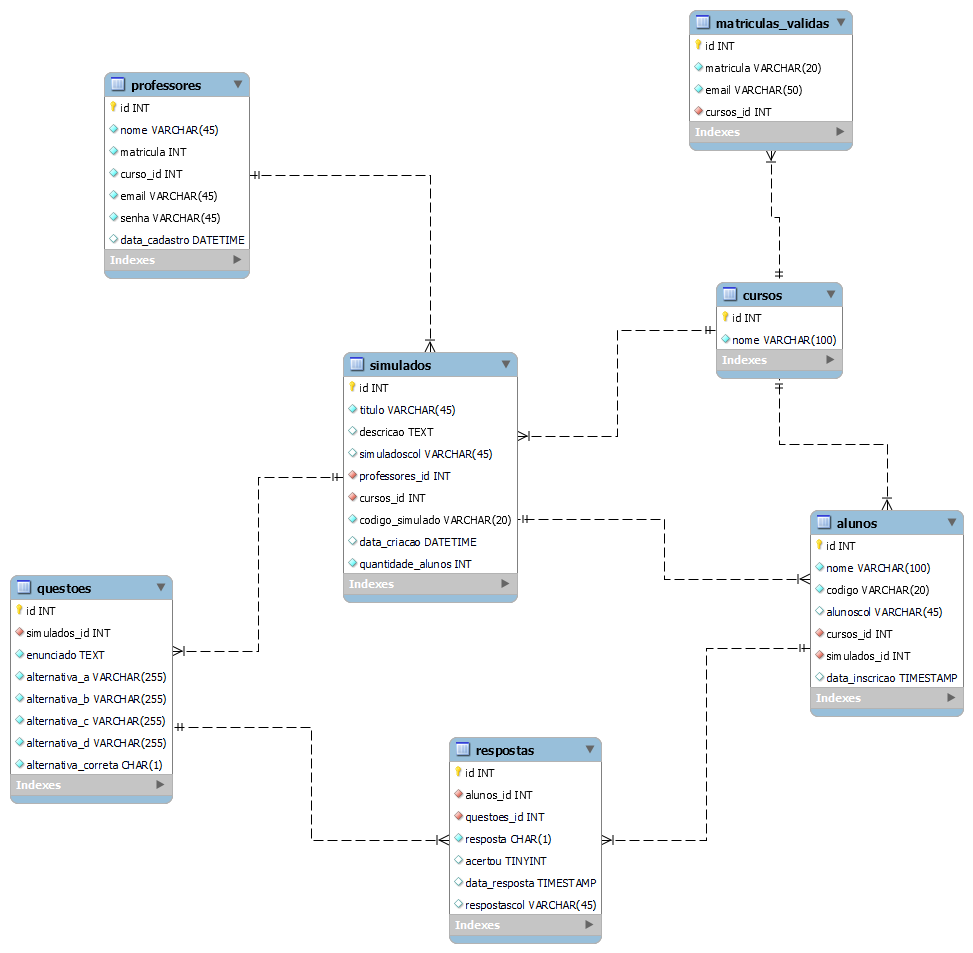 matriculas_validas
id INT
matricula VARCHAR(20)
email VARCHAR(50)
cursos_id INT
Indexes
professores
id INT
nome VARCHAR(45)
matricula INT
curso_id INT
email VARCHAR(45)
senha VARCHAR(45)
data_cadastro DATETIME
Indexes
cursos
id INT
nome VARCHAR(100)
Indexes
simulados
id INT
titulo VARCHAR(45)
descricao TEXT
simuladoscol VARCHAR(45)
professores_id INT
cursos_id INT
codigo_simulado VARCHAR(20)
data_criacao DATETIME
quantidade_alunos INT
Indexes
alunos
id INT
nome VARCHAR(100)
codigo VARCHAR(20)
alunoscol VARCHAR(45)
cursos_id INT
simulados_id INT
data_inscricao TIMESTAMP
Indexes
questoes
id INT
simulados_id INT
enunciado TEXT
alternativa_a VARCHAR(255)
alternativa_b VARCHAR(255)
alternativa_c VARCHAR(255)
alternativa_d VARCHAR(255)
alternativa_correta CHAR(1)
Indexes
respostas
id INT
alunos_id INT
questoes_id INT
resposta CHAR(1)
acertou TINYINT
data_resposta TIMESTAMP
respostascol VARCHAR(45)
Indexes